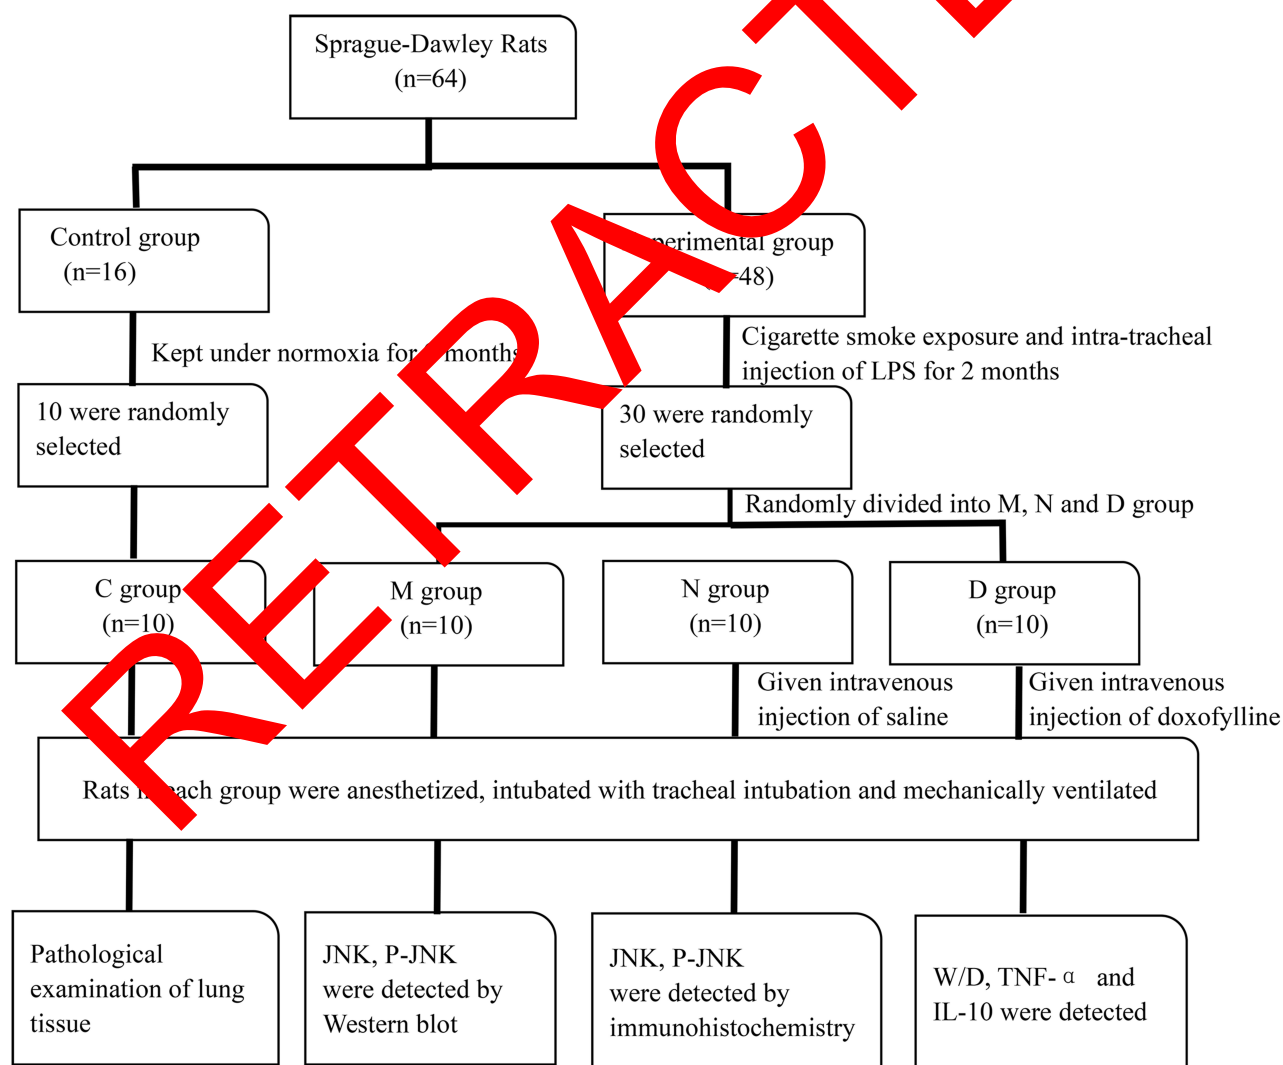 Sprague-Dawley Rats
(n=64)
Control group
(n=16)
perimental group
48)
Kept under normoxia for months
Cigarette smoke exposure and intra-tracheal
injection of LPS for 2 months
10 were randomly
selected
30 were randomly
selected
Randomly divided into M, N and D group
C group
(n=10)
M group
(n=10)
N group
(n=10)
D group
(n=10)
Given intravenous
injection of saline
Given intravenous
injection of doxofylline
Rats each group were anesthetized, intubated with tracheal intubation and mechanically ventilated
Pathological
examination of lung
tissue
JNK, P-JNK
were detected by
Western blot
JNK, P-JNK
were detected by
immunohistochemistry
W/D, TNF-α and
IL-10 were detected
RETRACTE